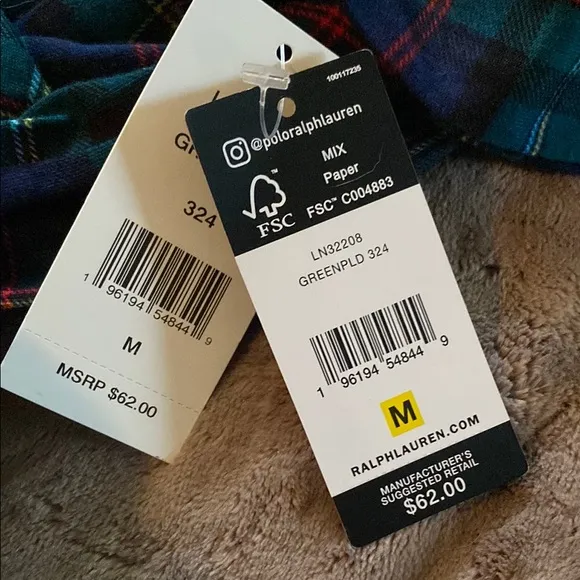 324
1 96194 54844 9
M
MSRP $62.00
100117235
@poloralphlauren
MIX
Paper
FSC™ C004883
FSC
LN32208
GREENPLD 324
1 96194 54844 9
M
RALPHLAUREN.COM
MANUFACTURER'S
SUGGESTED RETAIL
$62.00